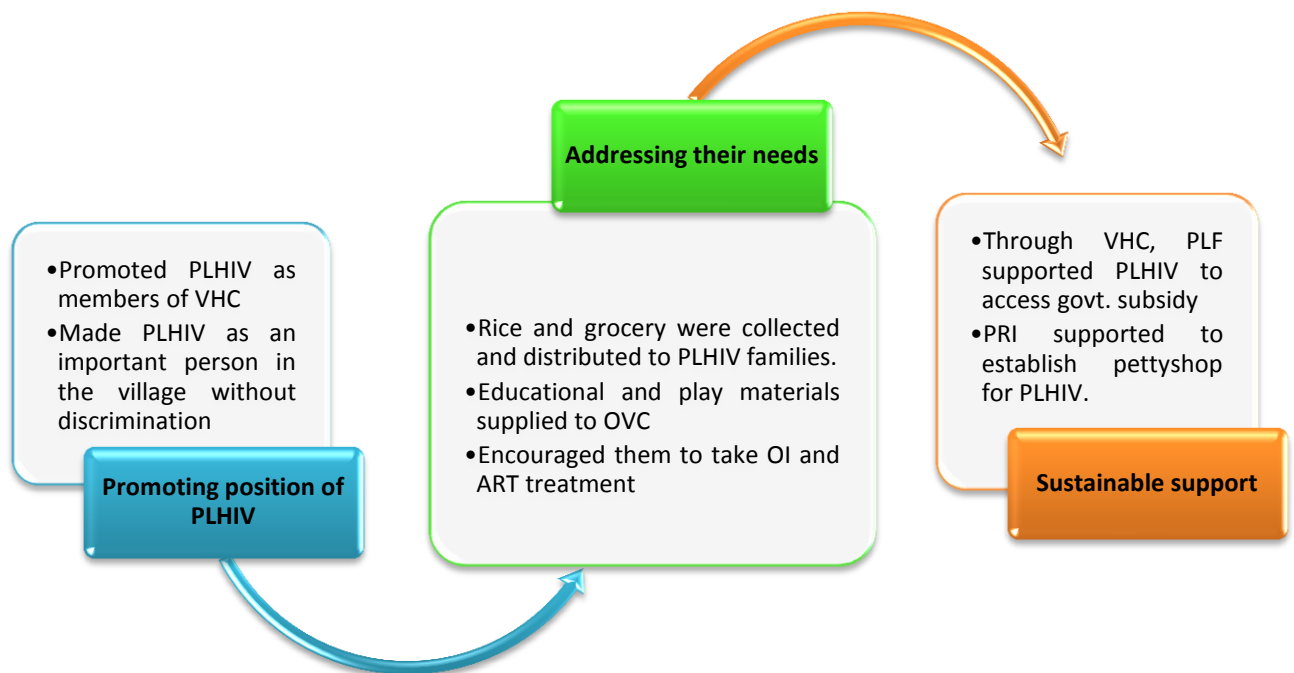 •Promoted PLHIV as
members of VHC
•Made PLHIV as an
important person in
the village without
discrimination
Promoting position of
PLHIV
Addressing their needs
•Rice and grocery were collected
and distributed to PLHIV families.
•Educational and play materials
supplied to OVC
•Encouraged them to take OI and
ART treatment
•Through VHC, PLF
supported PLHIV to
access govt. subsidy
•PRI supported to
establish pettyshop
for PLHIV.
Sustainable support